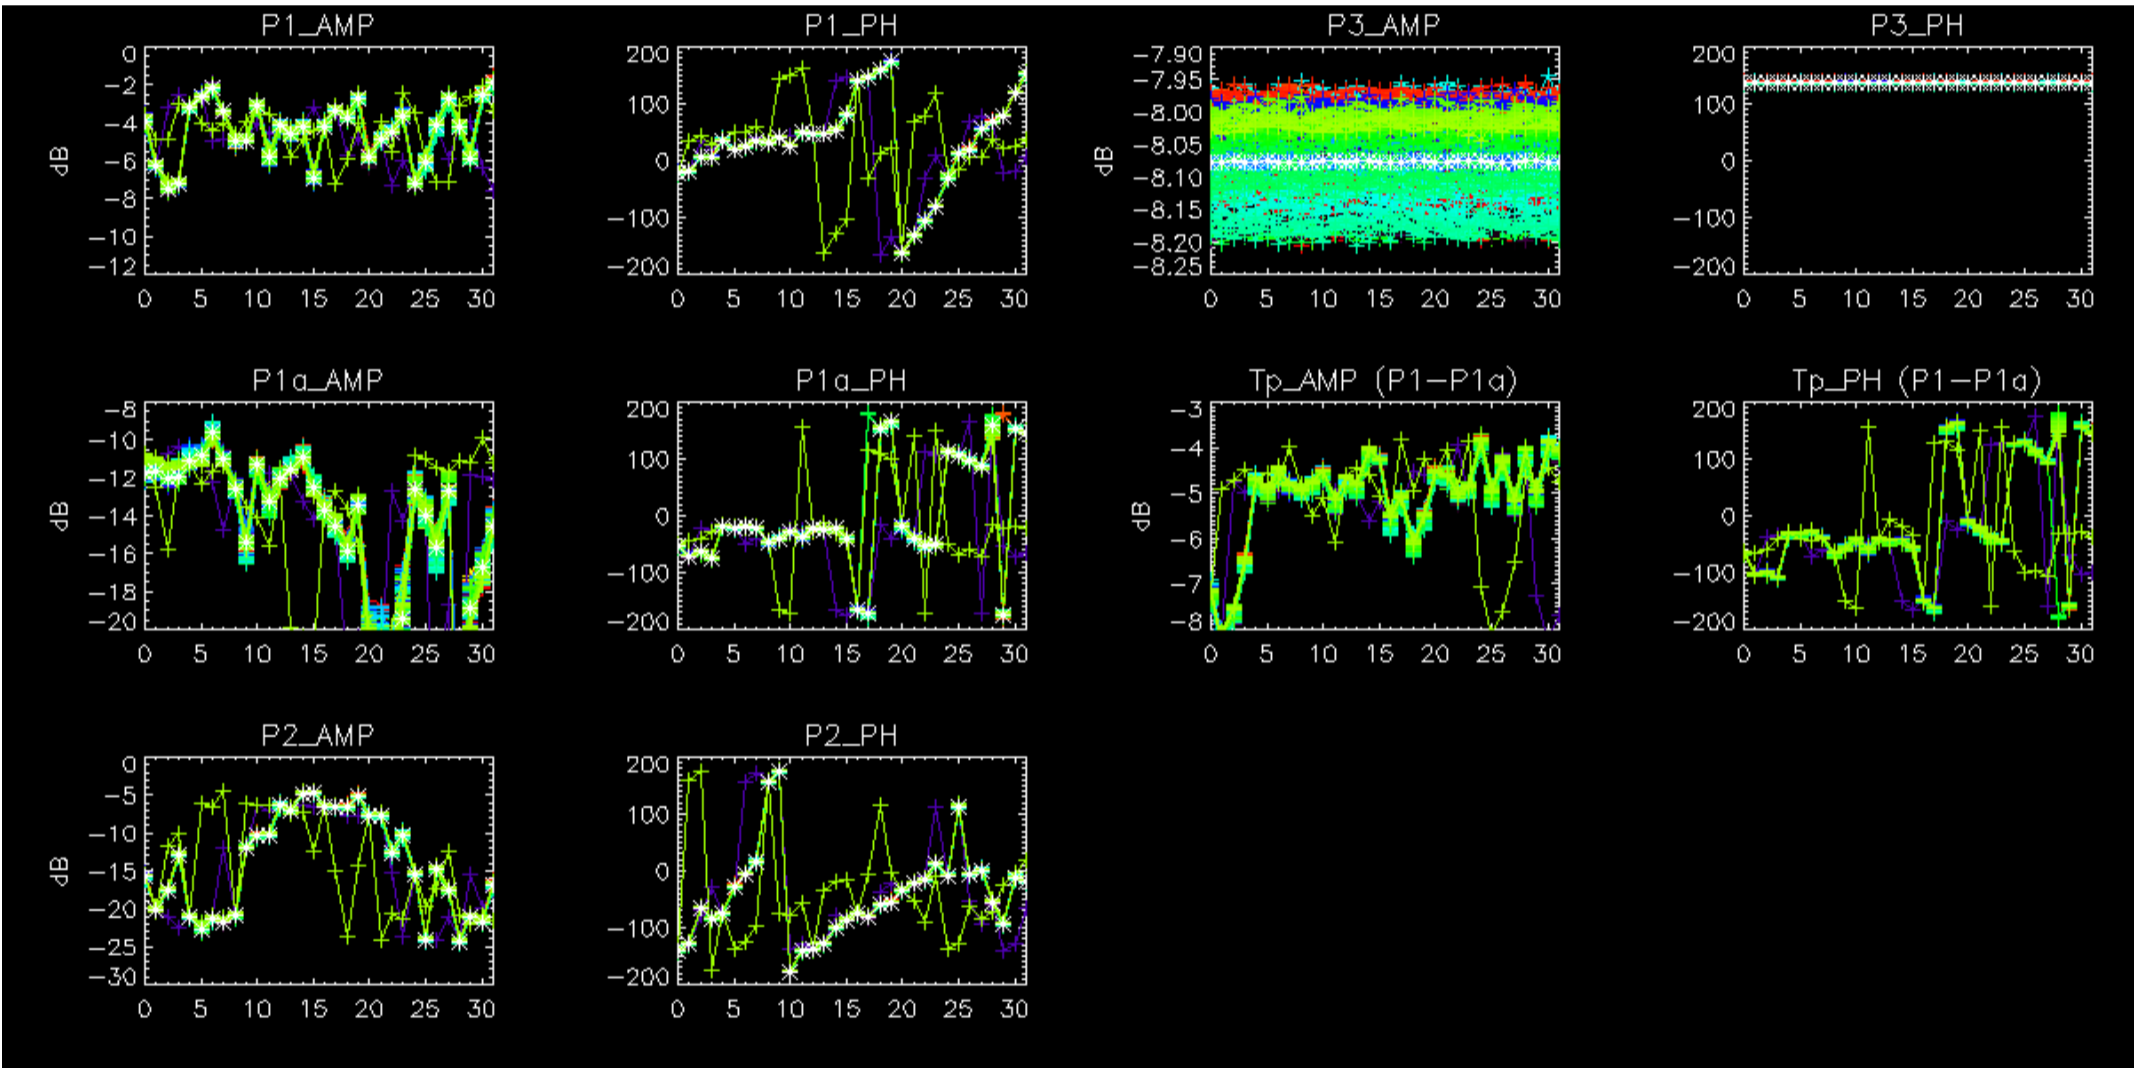 P1_AMP P1_PH P3_AMP P3_PH
0 200 -7.90 200
-2 100 -7.95 100
-4 0 -8.00 0
-6 -100 -8.05 -100
-8 -200 -8.10 -200
-10 -8.15
-12 -8.20
-8.25
dB dB
0 5 10 15 20 25 30 0 5 10 15 20 25 30 0 5 10 15 20 25 30 0 5 10 15 20 25 30
P1a_AMP P1a_PH Tp_AMP (P1-P1a) Tp_PH (P1-P1a)
-8 200 -3 200
-10 100 -4 100
-12 0 -5 0
-14 -100 -6 -100
-16 -200 -7 -200
-18 -8
-20
dB dB
0 5 10 15 20 25 30 0 5 10 15 20 25 30 0 5 10 15 20 25 30 0 5 10 15 20 25 30
P2_AMP P2_PH
0 200
-5 100
-10 0
-15 -100
-20 -200
-25
-30
dB
0 5 10 15 20 25 30 0 5 10 15 20 25 30